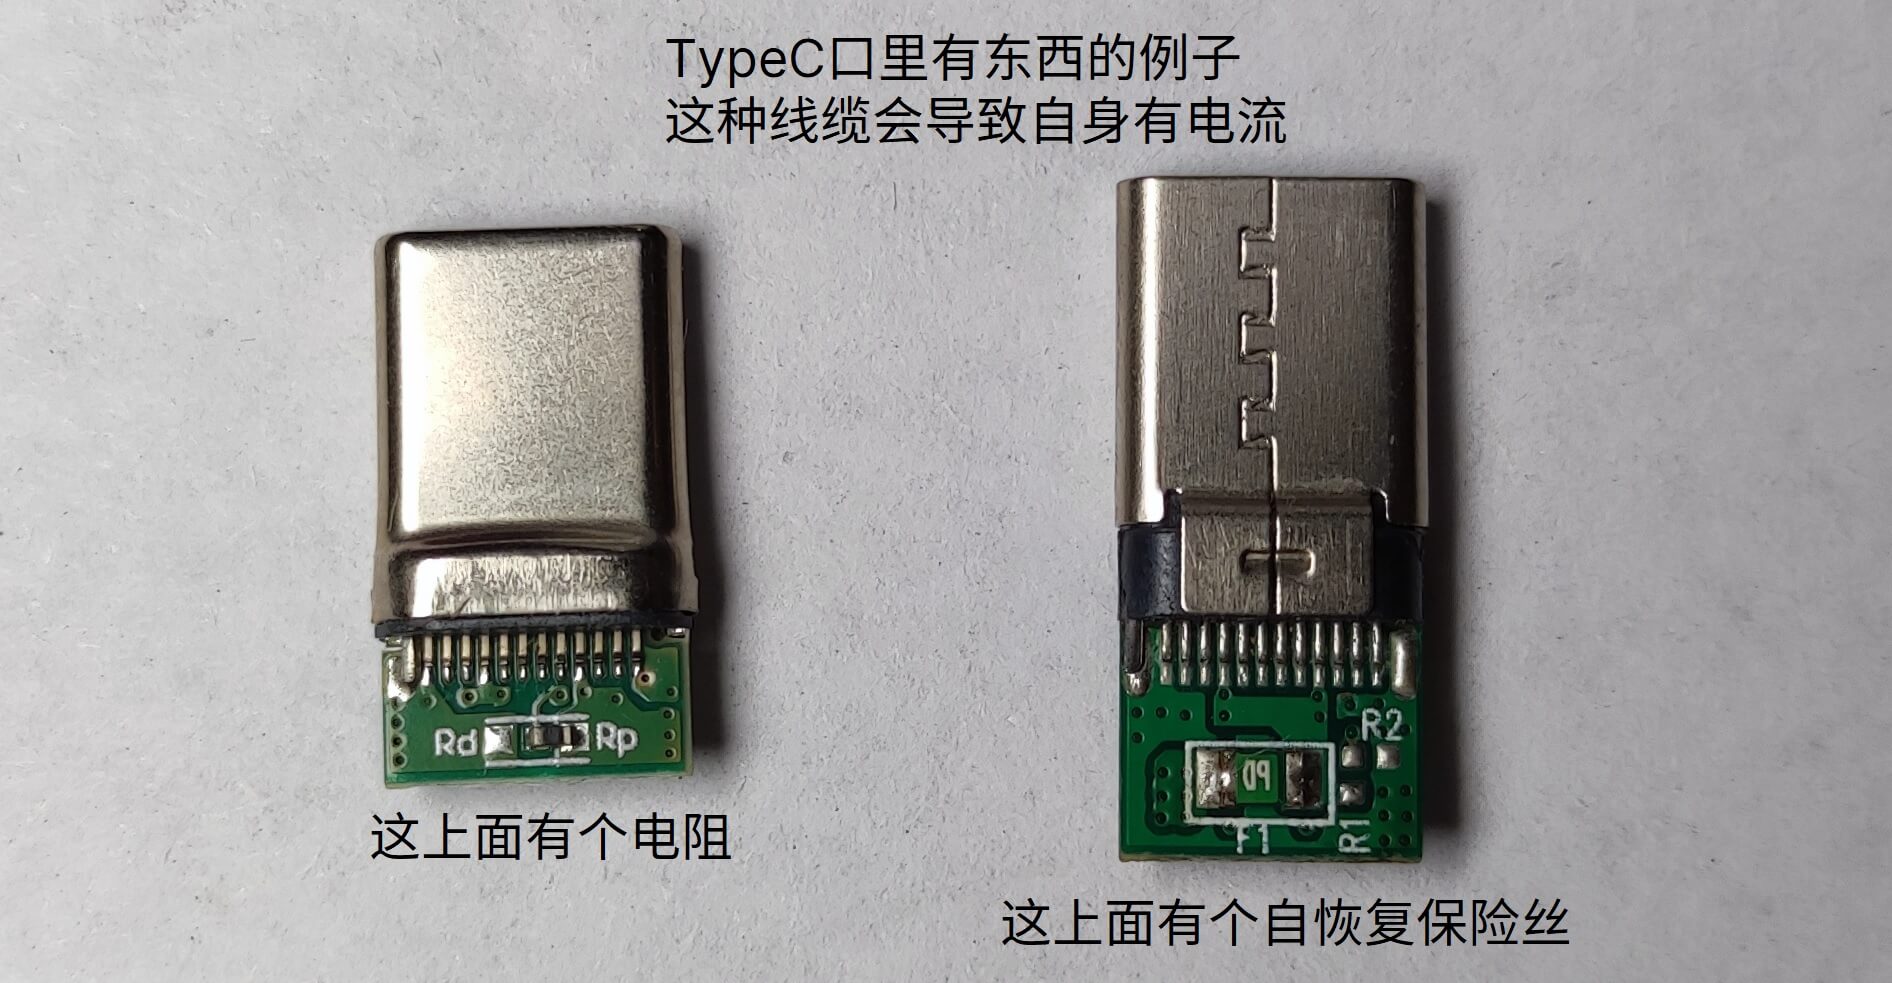 TypeC口里有东西的例子
这种线缆会导致自身有电流
Rd
Rp
这上面有个电阻
R2
F1
R1
这上面有个自恢复保险丝